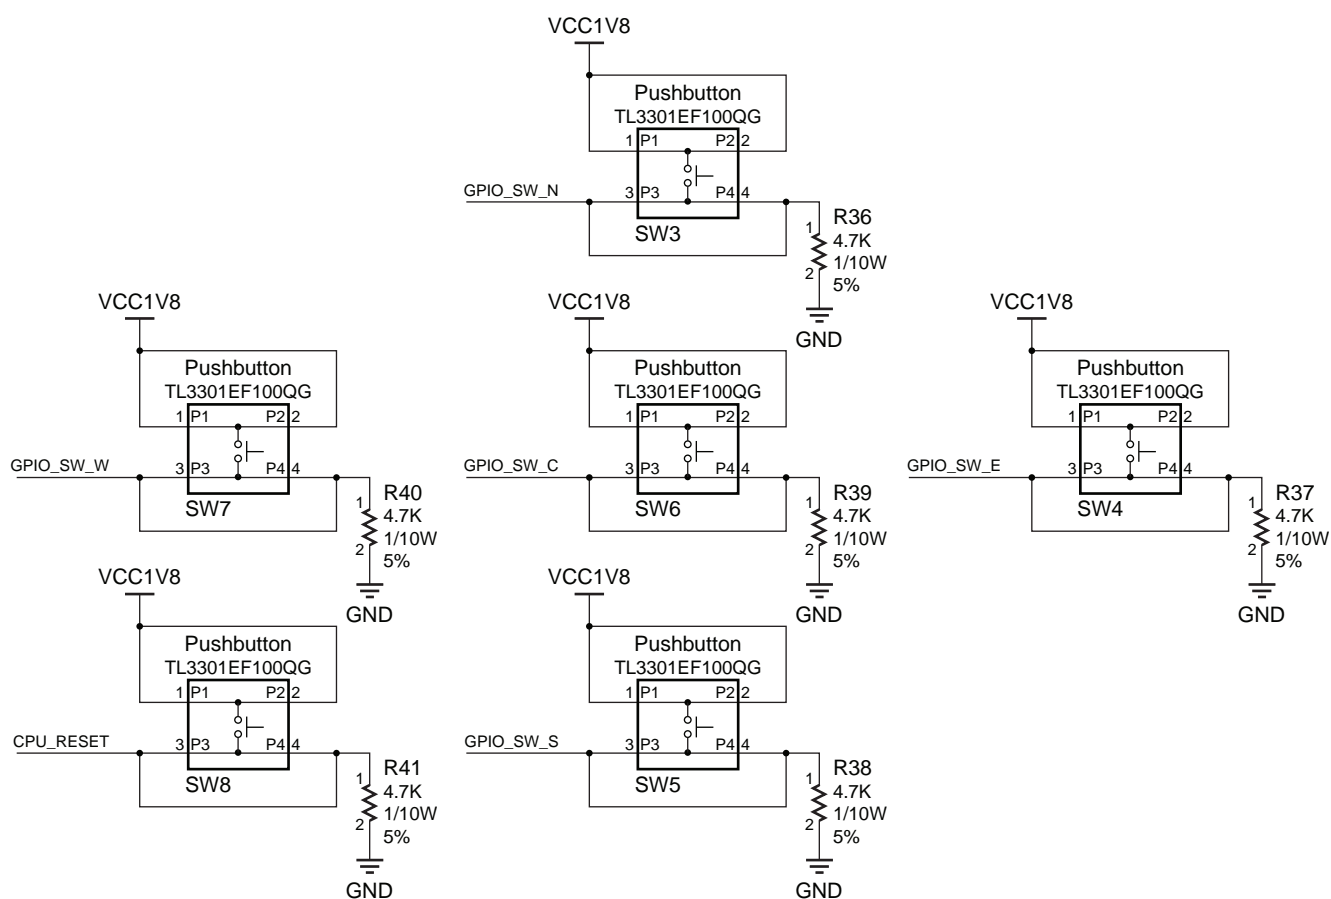 VCC1V8
Pushbutton
TL3301EF100QG
1 P1 P2 2
GPIO_SW_N
3 P3 P4 4
SW3
R36
1
4.7K
1/10W
2
5%
GND
VCC1V8
Pushbutton
TL3301EF100QG
1 P1 P2 2
GPIO_SW_W
3 P3 P4 4
SW7
R40
1
4.7K
1/10W
2
5%
GND
VCC1V8
Pushbutton
TL3301EF100QG
1 P1 P2 2
GPIO_SW_C
3 P3 P4 4
SW6
R39
1
4.7K
1/10W
2
5%
GND
VCC1V8
Pushbutton
TL3301EF100QG
1 P1 P2 2
GPIO_SW_E
3 P3 P4 4
SW4
R37
1
4.7K
1/10W
2
5%
GND
VCC1V8
Pushbutton
TL3301EF100QG
1 P1 P2 2
CPU_RESET
3 P3 P4 4
SW8
R41
1
4.7K
1/10W
2
5%
GND
VCC1V8
Pushbutton
TL3301EF100QG
1 P1 P2 2
GPIO_SW_S
3 P3 P4 4
SW5
R38
1
4.7K
1/10W
2
5%
GND